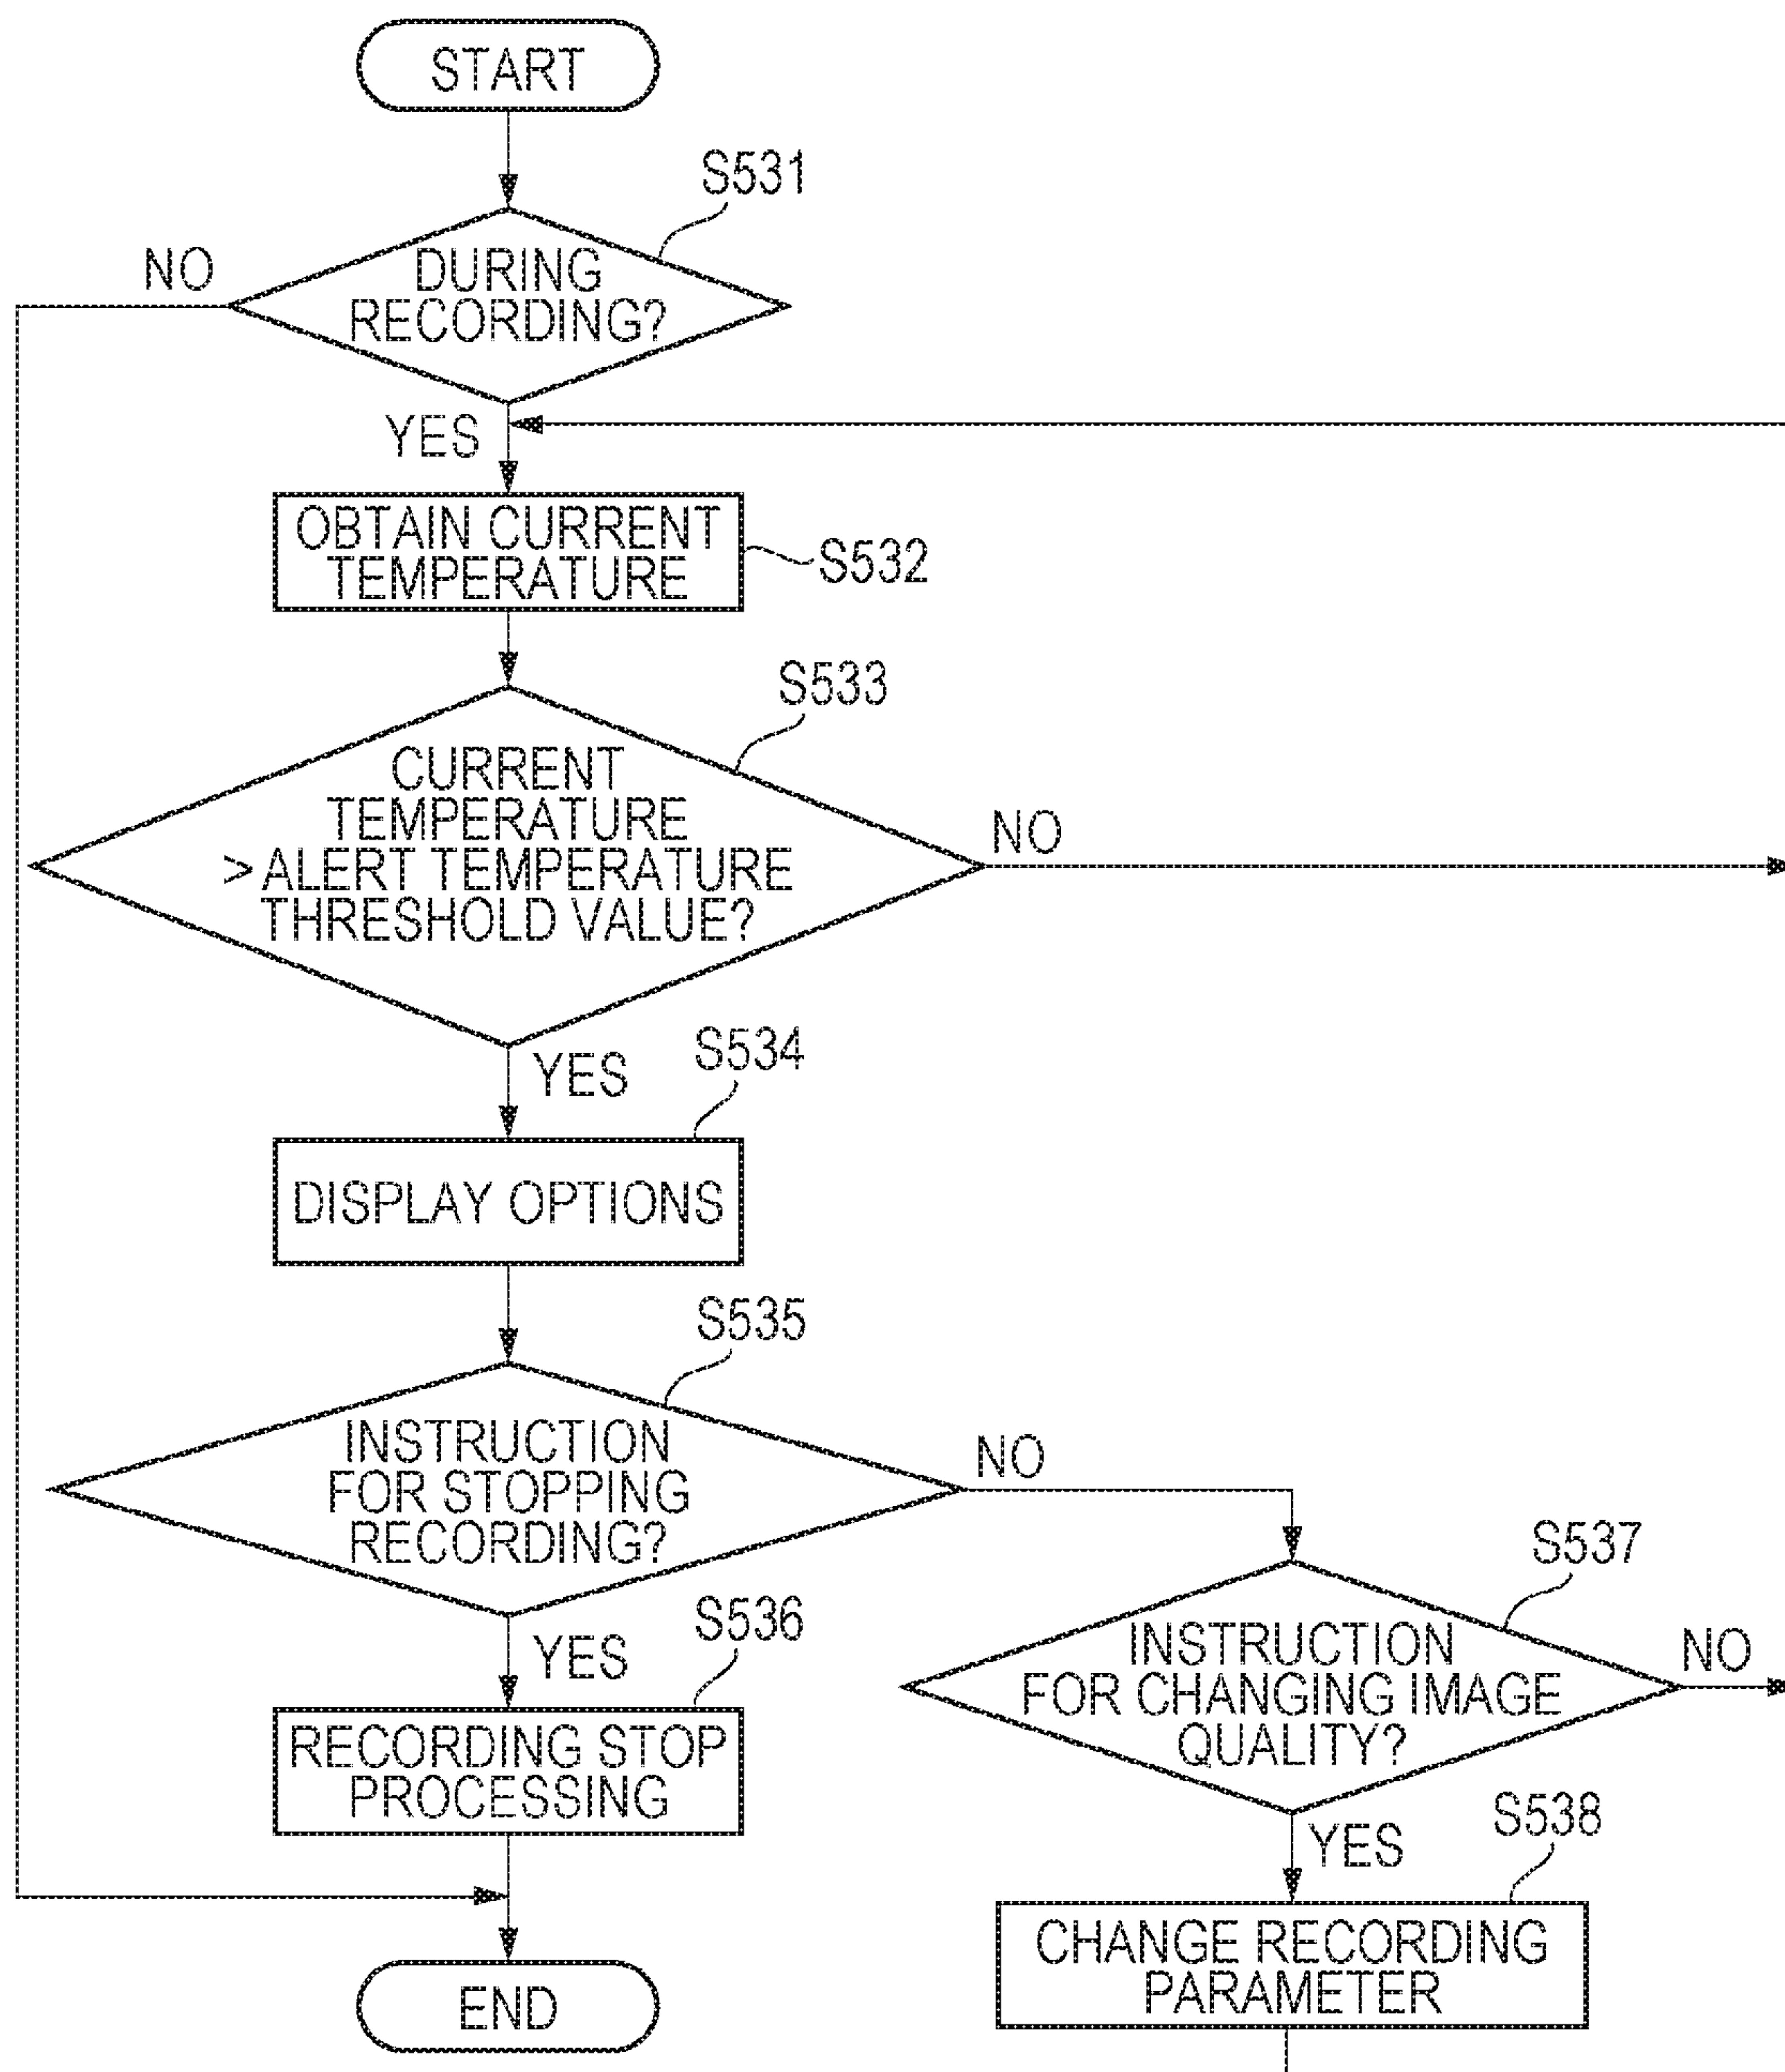 START
S531
NO
DURING
RECORDING?
YES
OBTAIN CURRENT
TEMPERATURE
S532
S533
CURRENT
TEMPERATURE
> ALERT TEMPERATURE
THRESHOLD VALUE?
NO
YES
S534
DISPLAY OPTIONS
S535
INSTRUCTION
FOR STOPPING
RECORDING?
NO
YES
S536
RECORDING STOP
PROCESSING
S537
INSTRUCTION
FOR CHANGING IMAGE
QUALITY?
NO
YES
S538
CHANGE RECORDING
PARAMETER
END